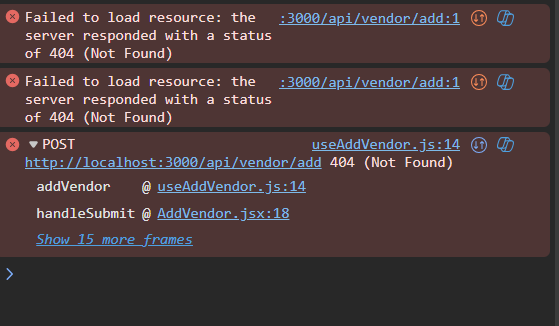 Failed to load resource: the :3000/api/vendor/add:1
server responded with a status
of 404 (Not Found)
Failed to load resource: the :3000/api/vendor/add:1
server responded with a status
of 404 (Not Found)
POST useAddVendor.js:14
http://localhost:3000/api/vendor/add 404 (Not Found)
addVendor @ useAddVendor.js:14
handleSubmit @ AddVendor.jsx:18
Show 15 more frames